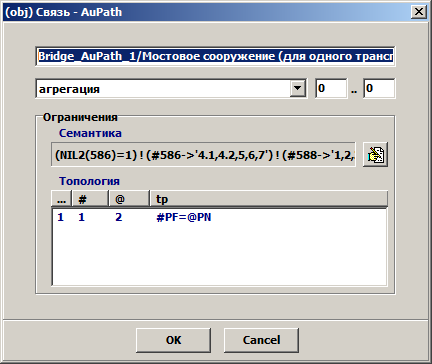 (obj) Связь - AuPath
Bridge_AuPath_1/Мостовое сооружение (для одного трансп
агрегация 0 .. 0
Ограничения
Семантика
(NIL2(586)=1)!(#586->'4.1,4.2,5,6,7')!(#588->'1,2,
Топология
... # @ tp
1 1 2 #PF=@PN
OK Cancel